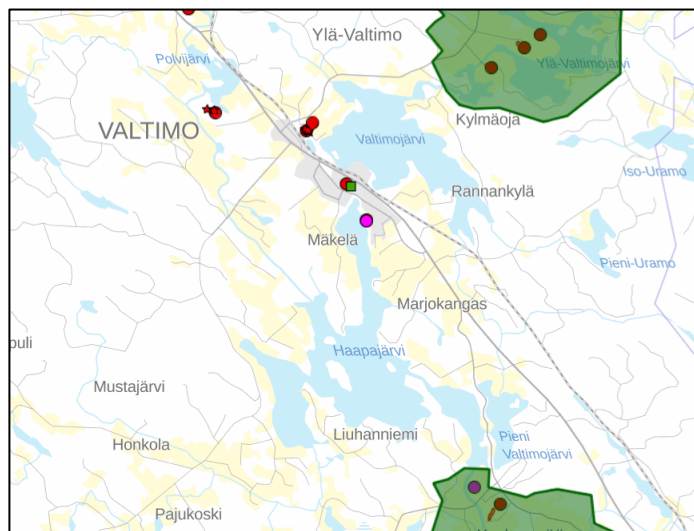 Ylä-Valtimo
Polvijärvi
Ylä-Valtimojärvi
Kylmäoja
VALTIMO
Valtimojärvi
Iso-Uramo
Rannankylä
Mäkelä
Pieni-Uramo
Marjokangas
puli
Haapajärvi
Mustajärvi
Liuhanniemi
Pieni
Valtimojärvi
Honkola
Pajukoski